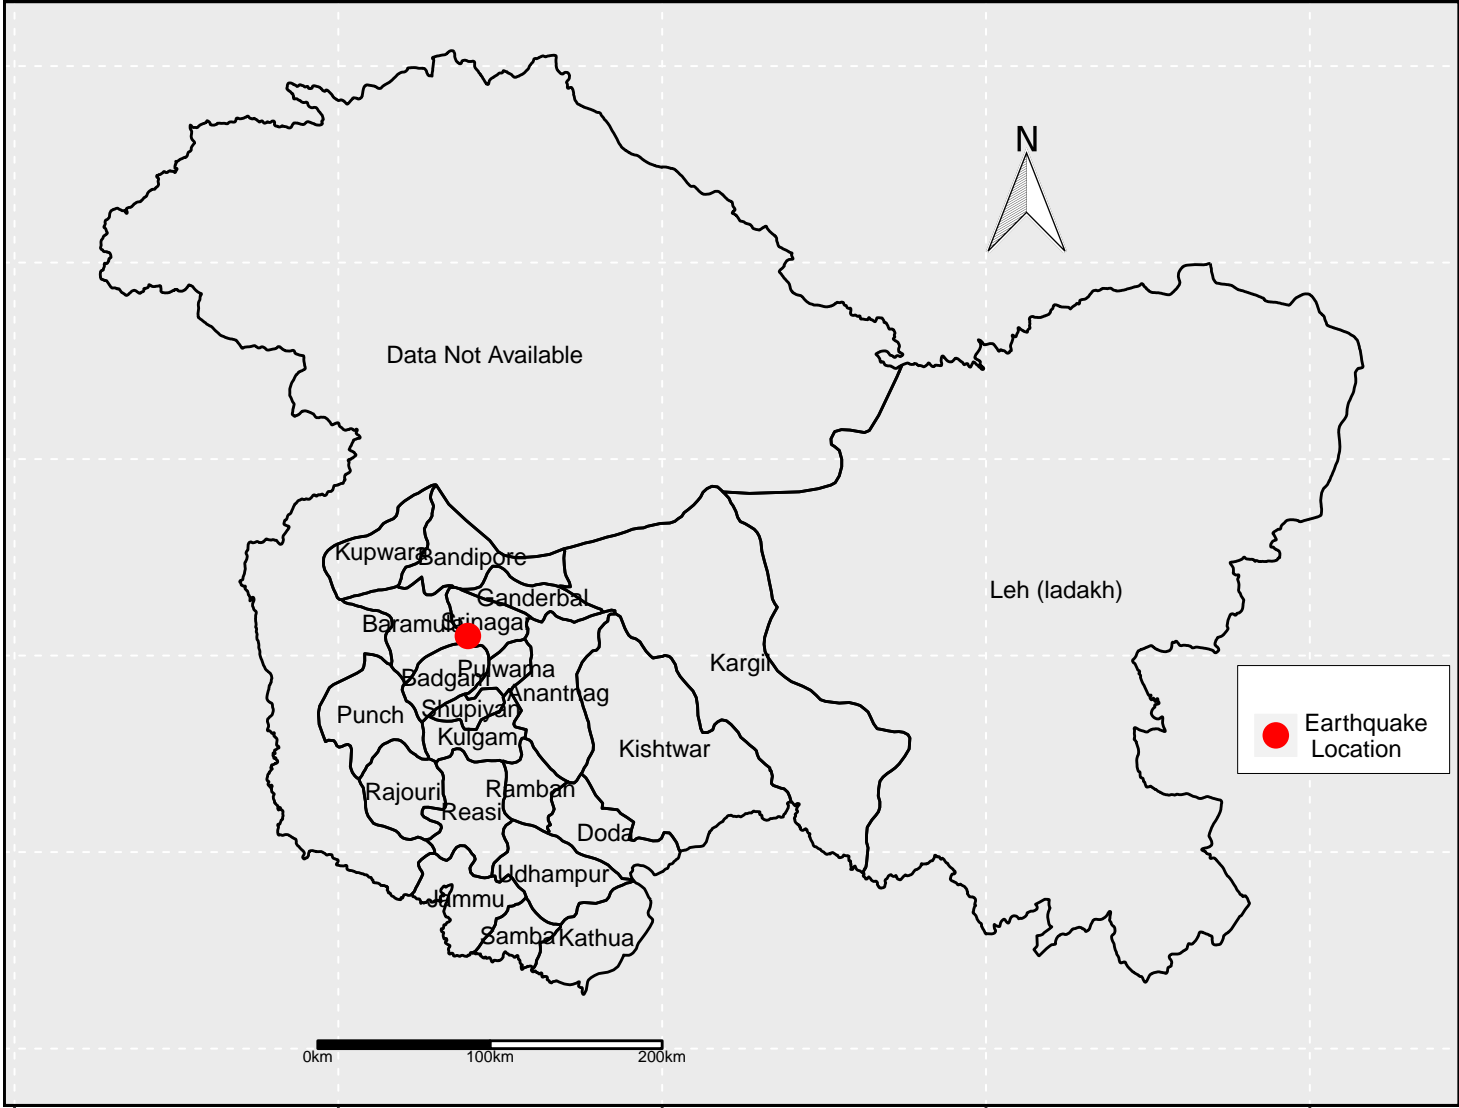 N
Data Not Available
Kupwara
Bandipore
Leh (ladakh)
Ganderbal
Baramula
Srinagar
Kargil
Pulwama
Badgam
Anantnag
Shupiyan
Punch
Earthquake
Location
Kulgam
Kishtwar
Rajouri
Ramban
Reasi
Doda
Udhampur
Jammu
Samba
Kathua
0km
100km
200km